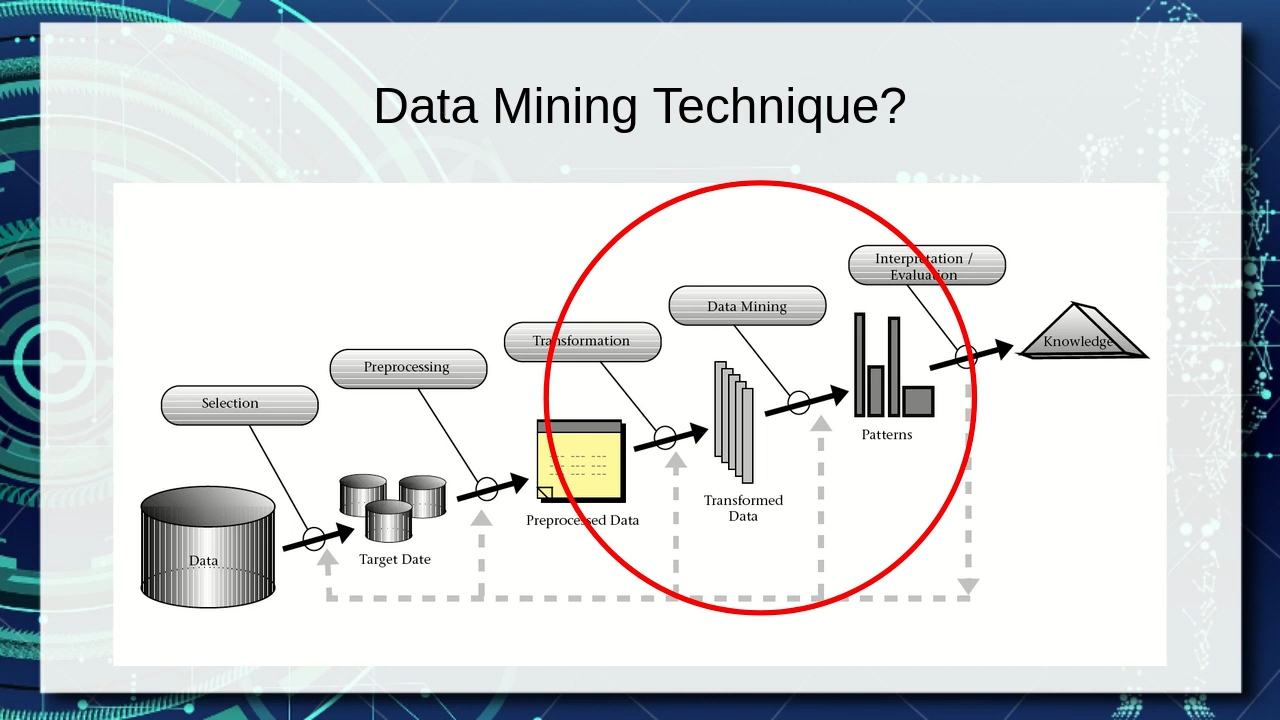 Data Mining Technique?
Interpretation /
Evaluation
Data Mining
Transformation
Preprocessing
Selection
Knowledge
Patterns
Transformed
Data
Preprocessed Data
Target Date
Data